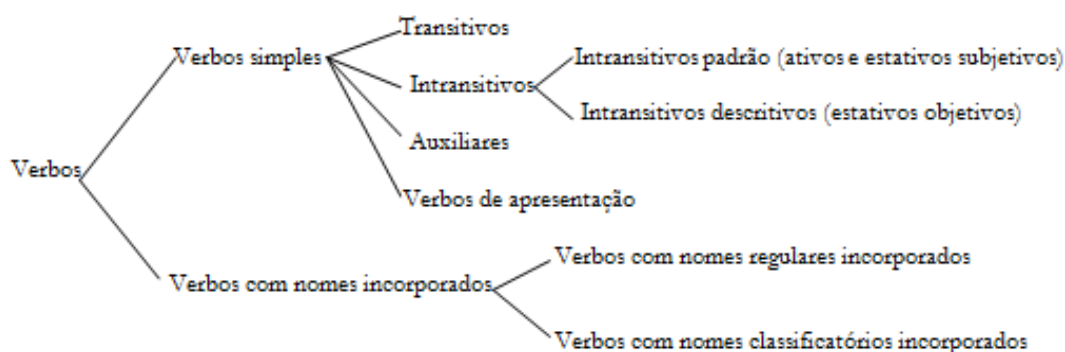 Transitivos
Verbos simples
Intransitivos padrão (ativos e estativos subjetivos)
Intransitivos
Intransitivos descritivos (estativos objetivos)
Auxiliares
Verbos
Verbos de apresentação
Verbos com nomes regulares incorporados
Verbos com nomes incorporados
Verbos com nomes classificatórios incorporados